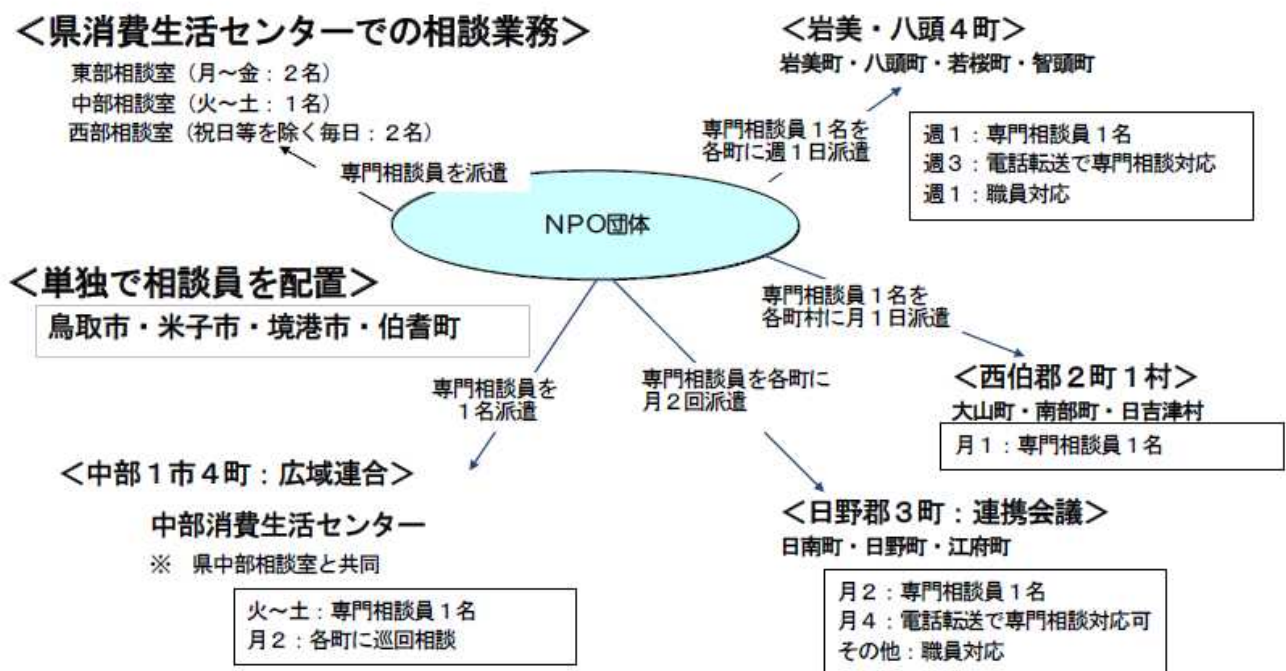 ＜県消費生活センターでの相談業務＞
東部相談室（月～金：２名）
中部相談室（火～土：１名）
西部相談室（祝日等を除く毎日：２名）
専門相談員を派遣
＜岩美・八頭４町＞
岩美町・八頭町・若桜町・智頭町
専門相談員１名を
各町に週１日派遣
週１：専門相談員１名
週３：電話転送で専門相談対応
週１：職員対応
ＮＰＯ団体
＜単独で相談員を配置＞
鳥取市・米子市・境港市・伯耆町
専門相談員１名を
各町村に月１日派遣
＜西伯郡２町１村＞
大山町・南部町・日吉津村
月１：専門相談員１名
専門相談員を
１名派遣
専門相談員を各町に
月２回派遣
＜中部１市４町：広域連合＞
中部消費生活センター
※　県中部相談室と共同
火～土：専門相談員１名
月２：各町に巡回相談
＜日野郡３町：連携会議＞
日南町・日野町・江府町
月２：専門相談員１名
月４：電話転送で専門相談対応可
その他：職員対応